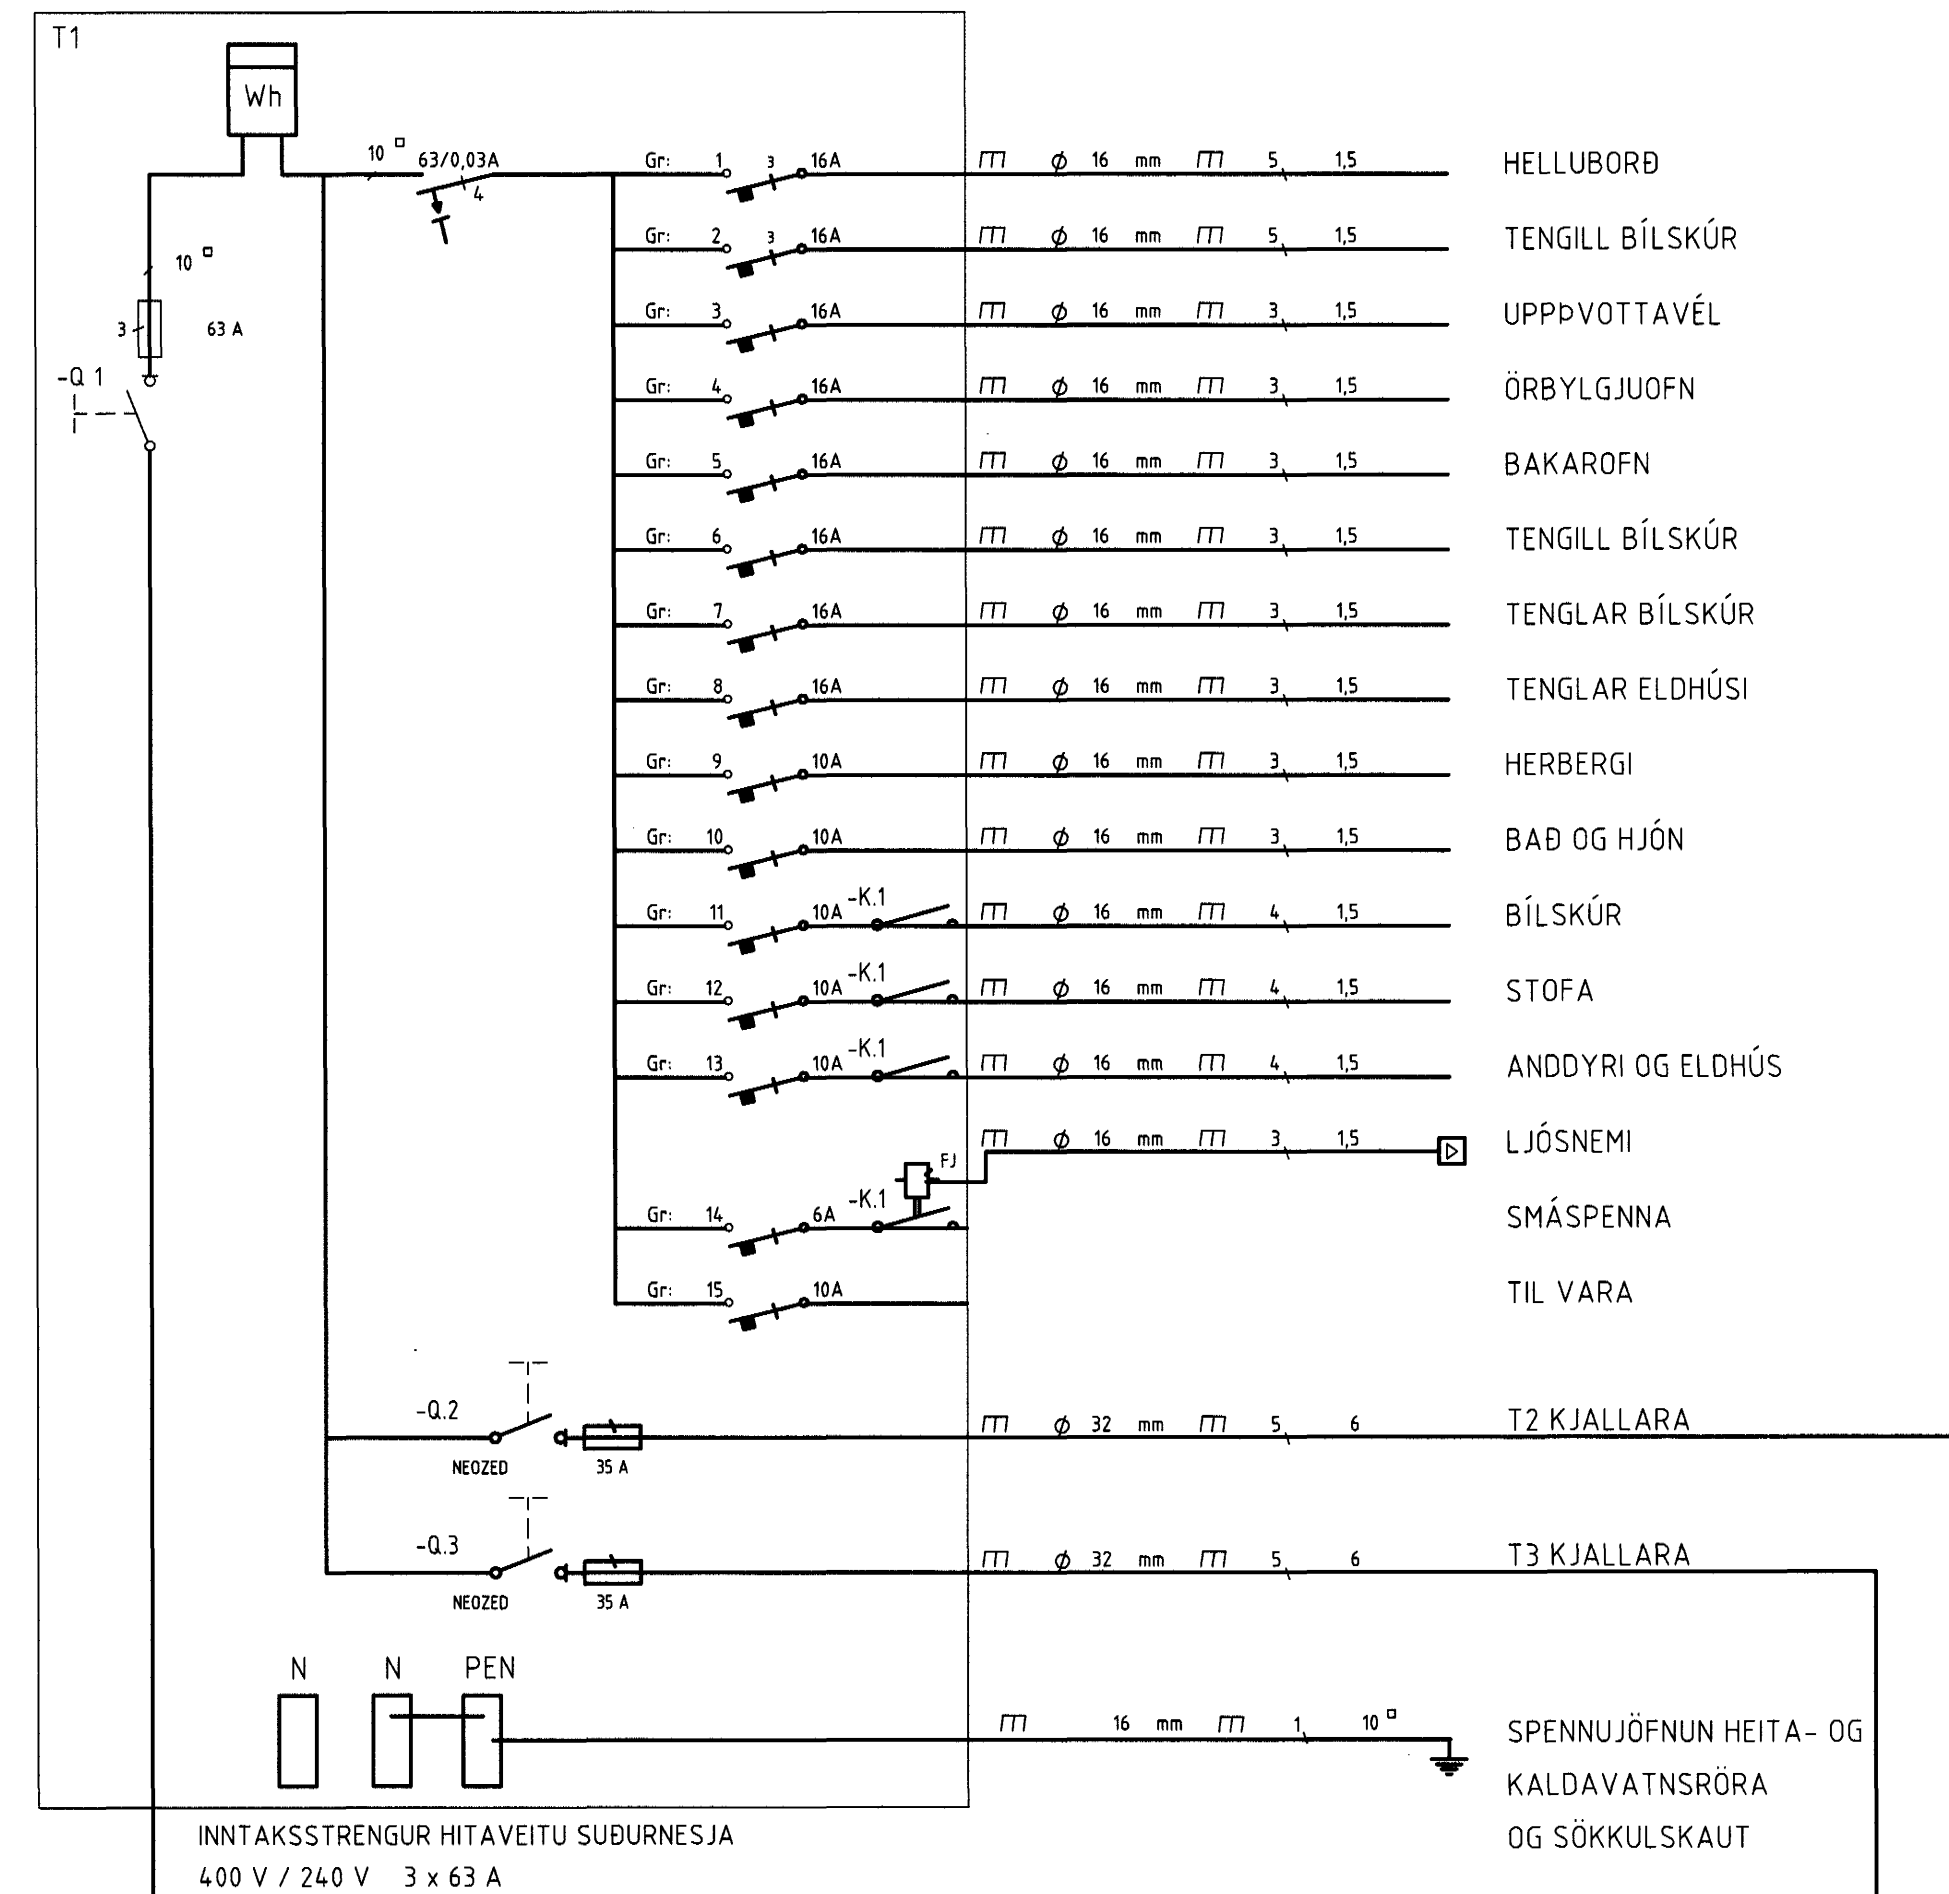 T1
Wh
10 □ 63/0,03A
4
10 □
3 63 A
-Q 1
Gr: 1 3 16A ϕ 16 mm 5 1,5 HELLUBORÐ
Gr: 2 3 16A ϕ 16 mm 5 1,5 TENGILL BÍLSKÚR
Gr: 3 16A ϕ 16 mm 3 1,5 UPPÞVOTTAVÉL
Gr: 4 16A ϕ 16 mm 3 1,5 ÖRBYLGJUOFN
Gr: 5 16A ϕ 16 mm 3 1,5 BAKAROFN
Gr: 6 16A ϕ 16 mm 3 1,5 TENGILL BÍLSKÚR
Gr: 7 16A ϕ 16 mm 3 1,5 TENGLAR BÍLSKÚR
Gr: 8 16A ϕ 16 mm 3 1,5 TENGLAR ELDHÚSI
Gr: 9 10A ϕ 16 mm 3 1,5 HERBERGI
Gr: 10 10A ϕ 16 mm 3 1,5 BAÐ OG HJÓN
Gr: 11 10A -K.1 ϕ 16 mm 4 1,5 BÍLSKÚR
Gr: 12 10A -K.1 ϕ 16 mm 4 1,5 STOFA
Gr: 13 10A -K.1 ϕ 16 mm 4 1,5 ANDDYRI OG ELDHÚS
FJ ϕ 16 mm 3 1,5 LJÓSNEMI
Gr: 14 6A -K.1 SMÁSPENNA
Gr: 15 10A TIL VARA
-Q.2 ϕ 32 mm 5 6 T2 KJALLARA
NEOZED 35 A
-Q.3 ϕ 32 mm 5 6 T3 KJALLARA
NEOZED 35 A
N N PEN
16 mm 1 10 □ SPENNUJÖFNUN HEITA- OG
KALDAVATNSRÖRA
OG SÖKKULSKAUT
INNTAKSSTRENGUR HITAVEITU SUÐURNESJA
400 V / 240 V 3 x 63 A